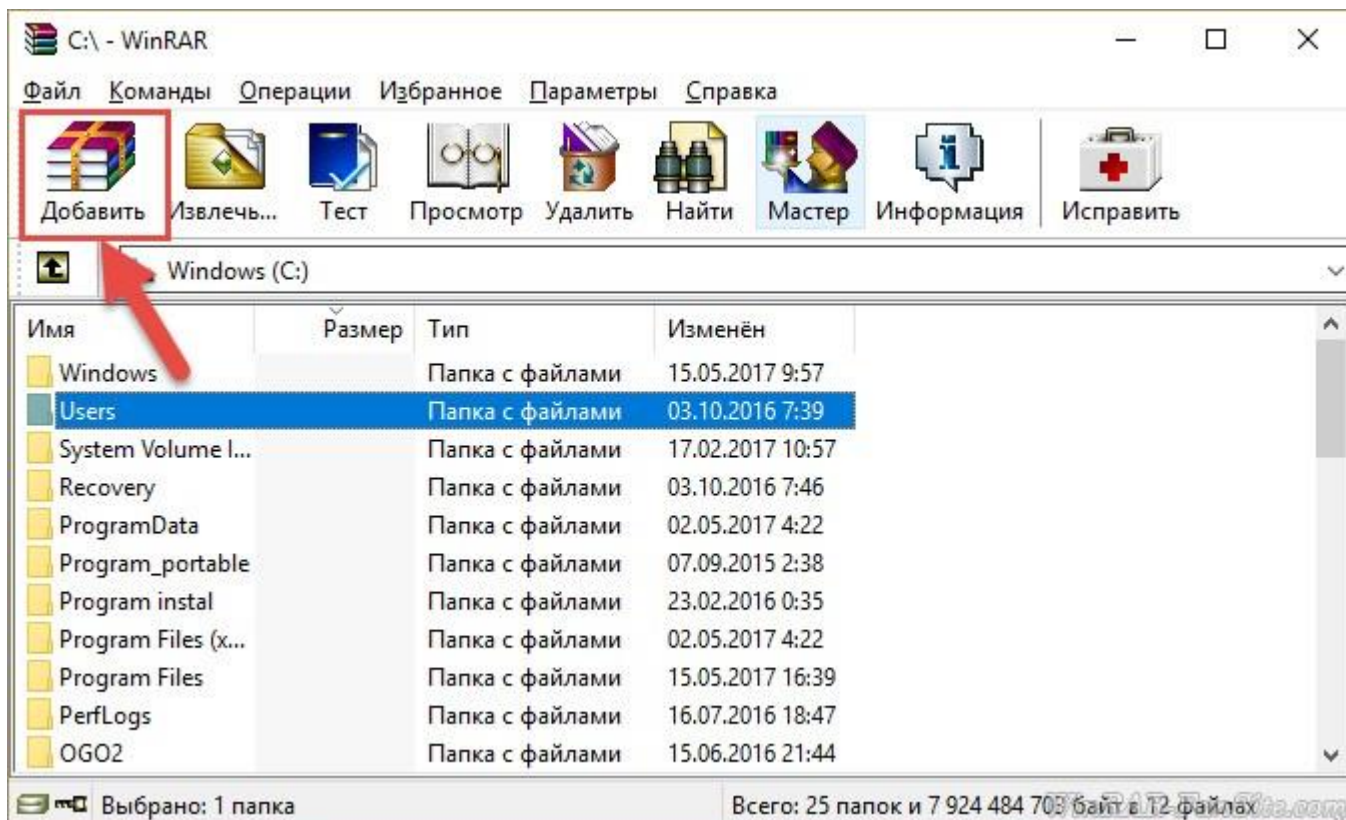 C:\ - WinRAR
Файл Команды Операции Избранное Параметры Справка
Добавить Извлечь... Тест Просмотр Удалить Найти Мастер Информация Исправить
Windows (C:)
Имя Размер Тип Изменён
Windows Папка с файлами 15.05.2017 9:57
Users Папка с файлами 03.10.2016 7:39
System Volume I... Папка с файлами 17.02.2017 10:57
Recovery Папка с файлами 03.10.2016 7:46
ProgramData Папка с файлами 02.05.2017 4:22
Program_portable Папка с файлами 07.09.2015 2:38
Program instal Папка с файлами 23.02.2016 0:35
Program Files (x... Папка с файлами 02.05.2017 4:22
Program Files Папка с файлами 15.05.2017 16:39
PerfLogs Папка с файлами 16.07.2016 18:47
OGO2 Папка с файлами 15.06.2016 21:44
Выбрано: 1 папка Всего: 25 папок и 7 924 484 703 байт в 12 файлах